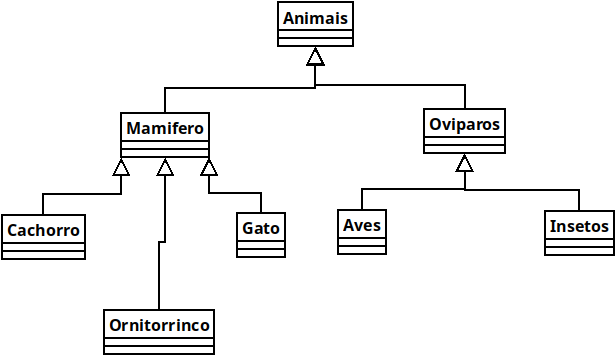 Animais
Mamifero
Oviparos
Cachorro
Gato
Aves
Insetos
Ornitorrinco